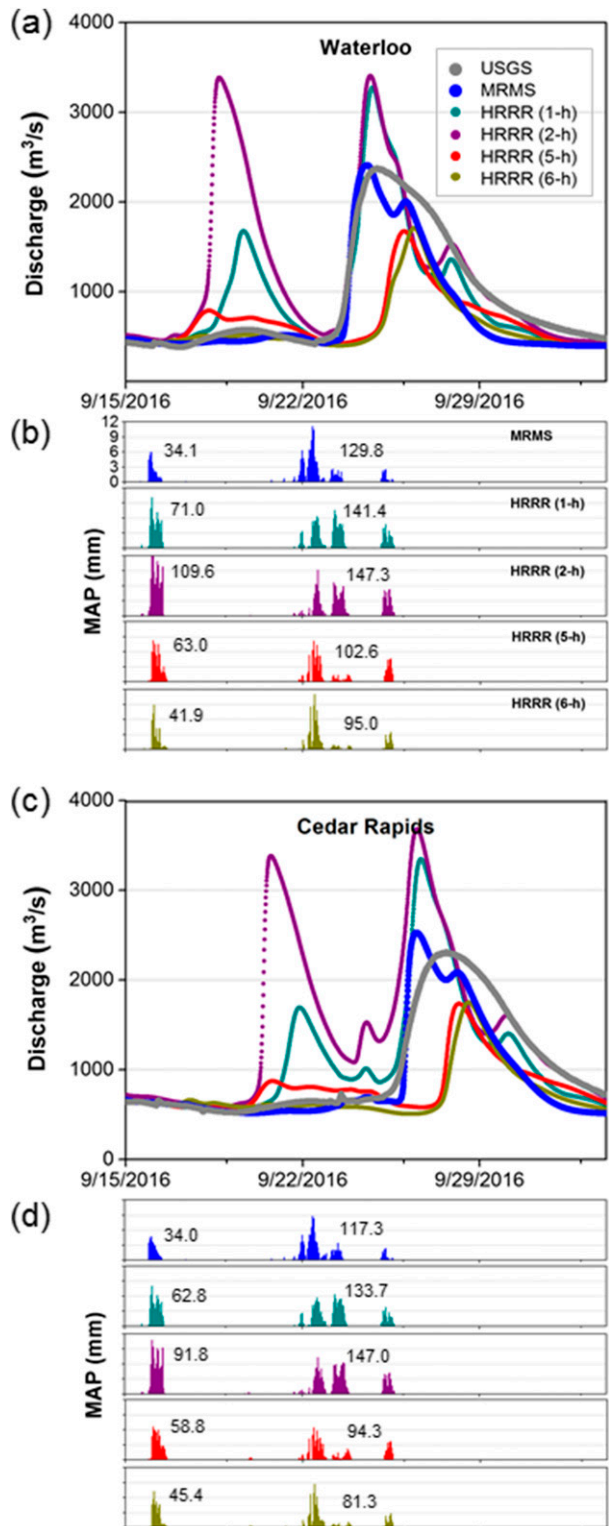 (a)
4000
3000
2000
1000
Discharge (m³/s)
Waterloo
USGS
MRMS
HRRR (1-h)
HRRR (2-h)
HRRR (5-h)
HRRR (6-h)
9/15/2016 9/22/2016 9/29/2016
(b)
MAP (mm)
12
9
6
3
0
34.1 129.8 MRMS
71.0 141.4 HRRR (1-h)
109.6 147.3 HRRR (2-h)
63.0 102.6 HRRR (5-h)
41.9 95.0 HRRR (6-h)
(c)
4000
3000
2000
1000
0
Discharge (m³/s)
Cedar Rapids
9/15/2016 9/22/2016 9/29/2016
(d)
MAP (mm)
34.0 117.3
62.8 133.7
91.8 147.0
58.8 94.3
45.4 81.3